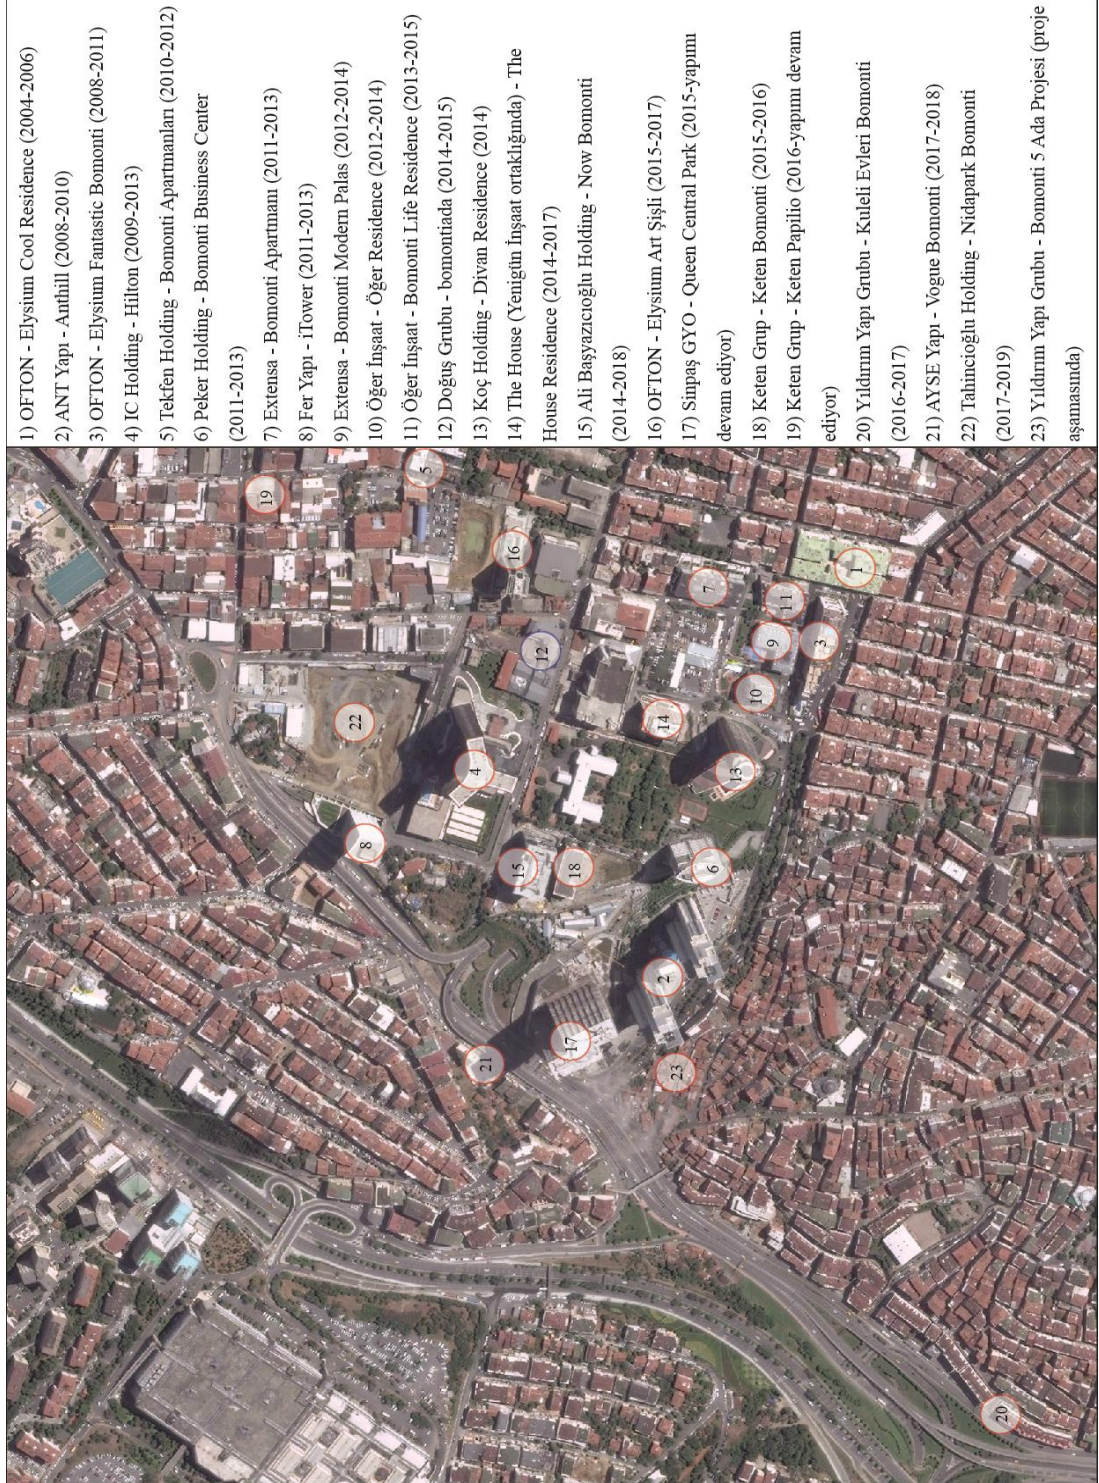 1) OFTON - Elysium Cool Residence (2004-2006)
2) ANT Yapı - Anthill (2008-2010)
3) OFTON - Elysium Fantastic Bomonti (2008-2011)
4) IC Holding - Hilton (2009-2013)
5) Tekfen Holding - Bomonti Apartmanları (2010-2012)
6) Peker Holding - Bomonti Business Center
(2011-2013)
7) Extensa - Bomonti Apartmanı (2011-2013)
8) Fer Yapı - iTower (2011-2013)
9) Extensa - Bomonti Modern Palas (2012-2014)
10) Öğer İnşaat - Öğer Residence (2012-2014)
11) Öğer İnşaat - Bomonti Life Residence (2013-2015)
12) Doğuş Grubu - bomontiada (2014-2015)
13) Koç Holding - Divan Residence (2014)
14) The House (Yenigün İnşaat ortaklığında) - The
House Residence (2014-2017)
15) Ali Başyazıcıoğlu Holding - Now Bomonti
(2014-2018)
16) OFTON - Elysium Art Şişli (2015-2017)
17) Sinpaş GYO - Queen Central Park (2015-yapımı
devam ediyor)
18) Keten Grup - Keten Bomonti (2015-2016)
19) Keten Grup - Keten Papilio (2016-yapımı devam
ediyor)
20) Yıldırım Yapı Grubu - Kuleli Evleri Bomonti
(2016-2017)
21) AYSE Yapı - Vogue Bomonti (2017-2018)
22) Tahincioğlu Holding - Nidapark Bomonti
(2017-2019)
23) Yıldırım Yapı Grubu - Bomonti 5 Ada Projesi (proje
aşamasında)
19
5
16
22
12
7
4
11
1
9
3
14
10
8
13
15
18
6
2
21
17
23
20